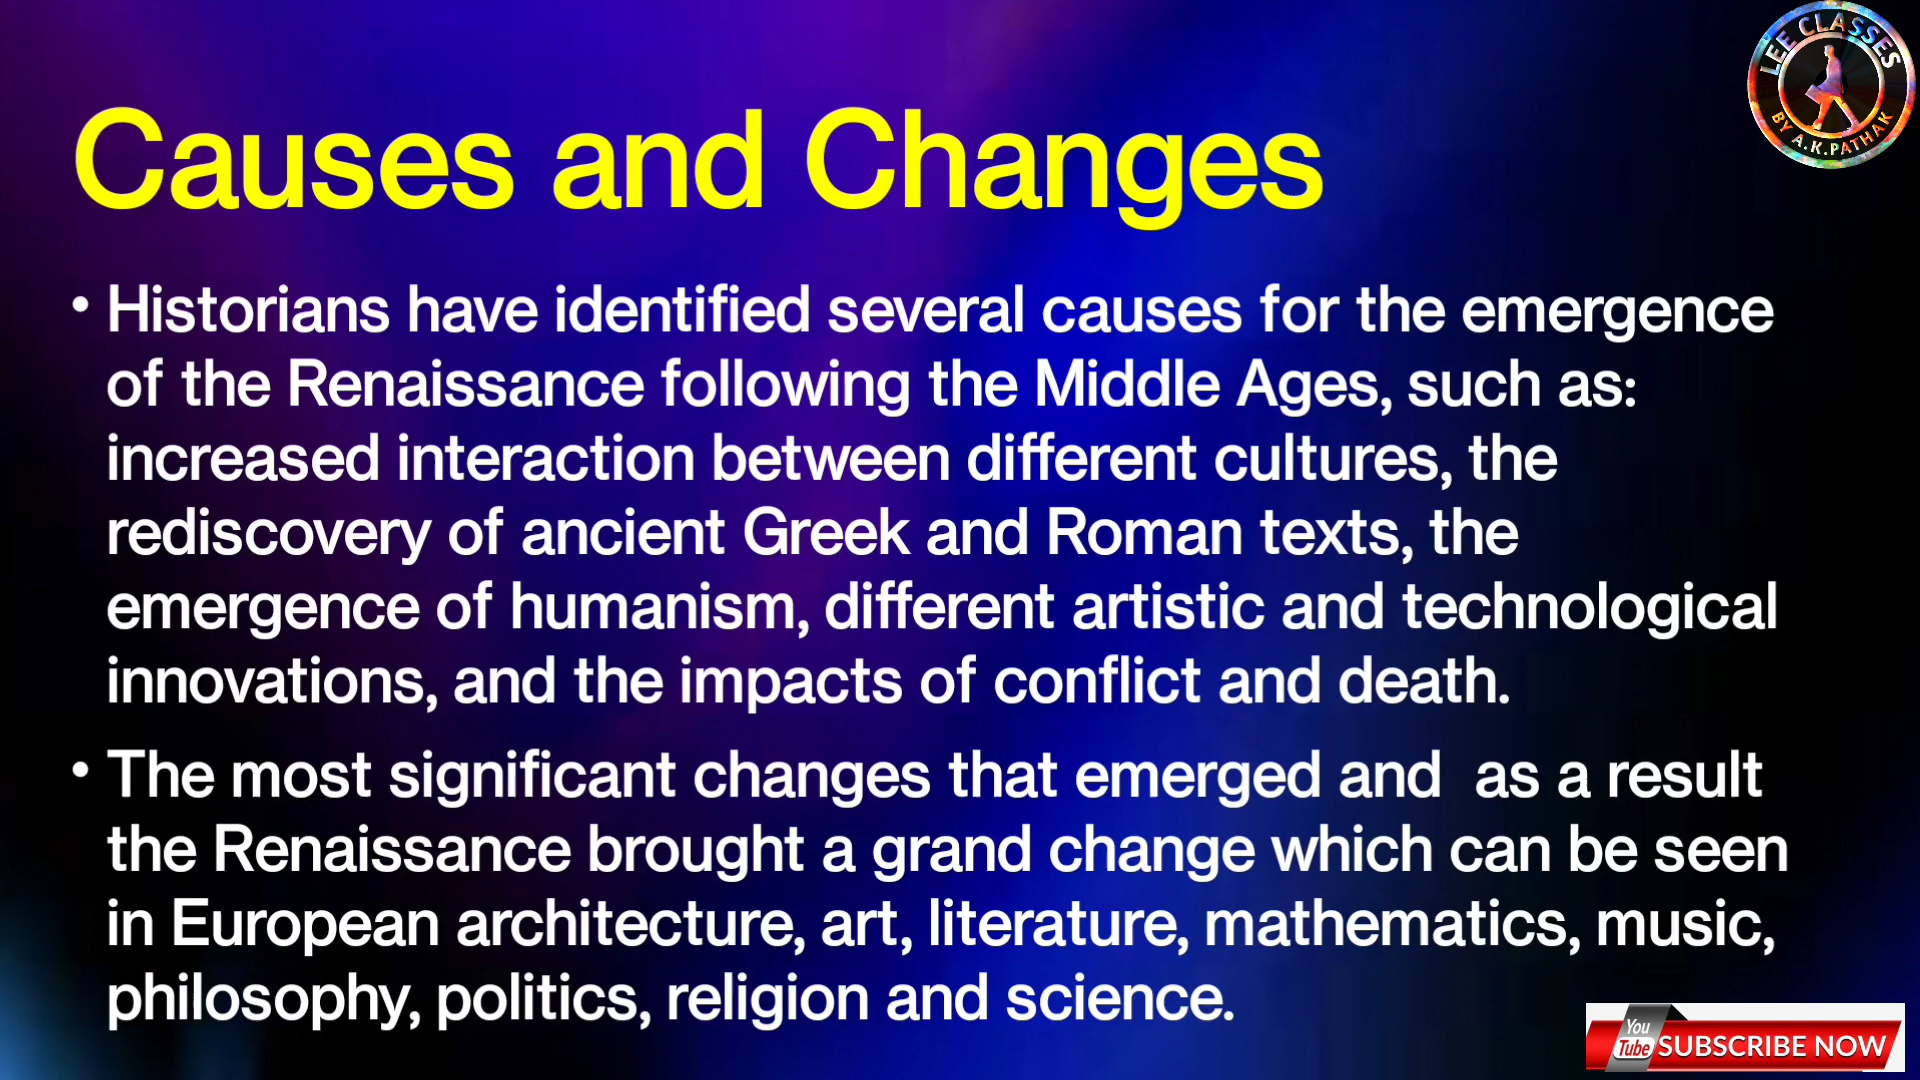 LEE CLASSES
BY A.K.PATHAK
Causes and Changes
• Historians have identified several causes for the emergence
of the Renaissance following the Middle Ages, such as:
increased interaction between different cultures, the
rediscovery of ancient Greek and Roman texts, the
emergence of humanism, different artistic and technological
innovations, and the impacts of conflict and death.
• The most significant changes that emerged and  as a result
the Renaissance brought a grand change which can be seen
in European architecture, art, literature, mathematics, music,
philosophy, politics, religion and science.
You
Tube
SUBSCRIBE NOW